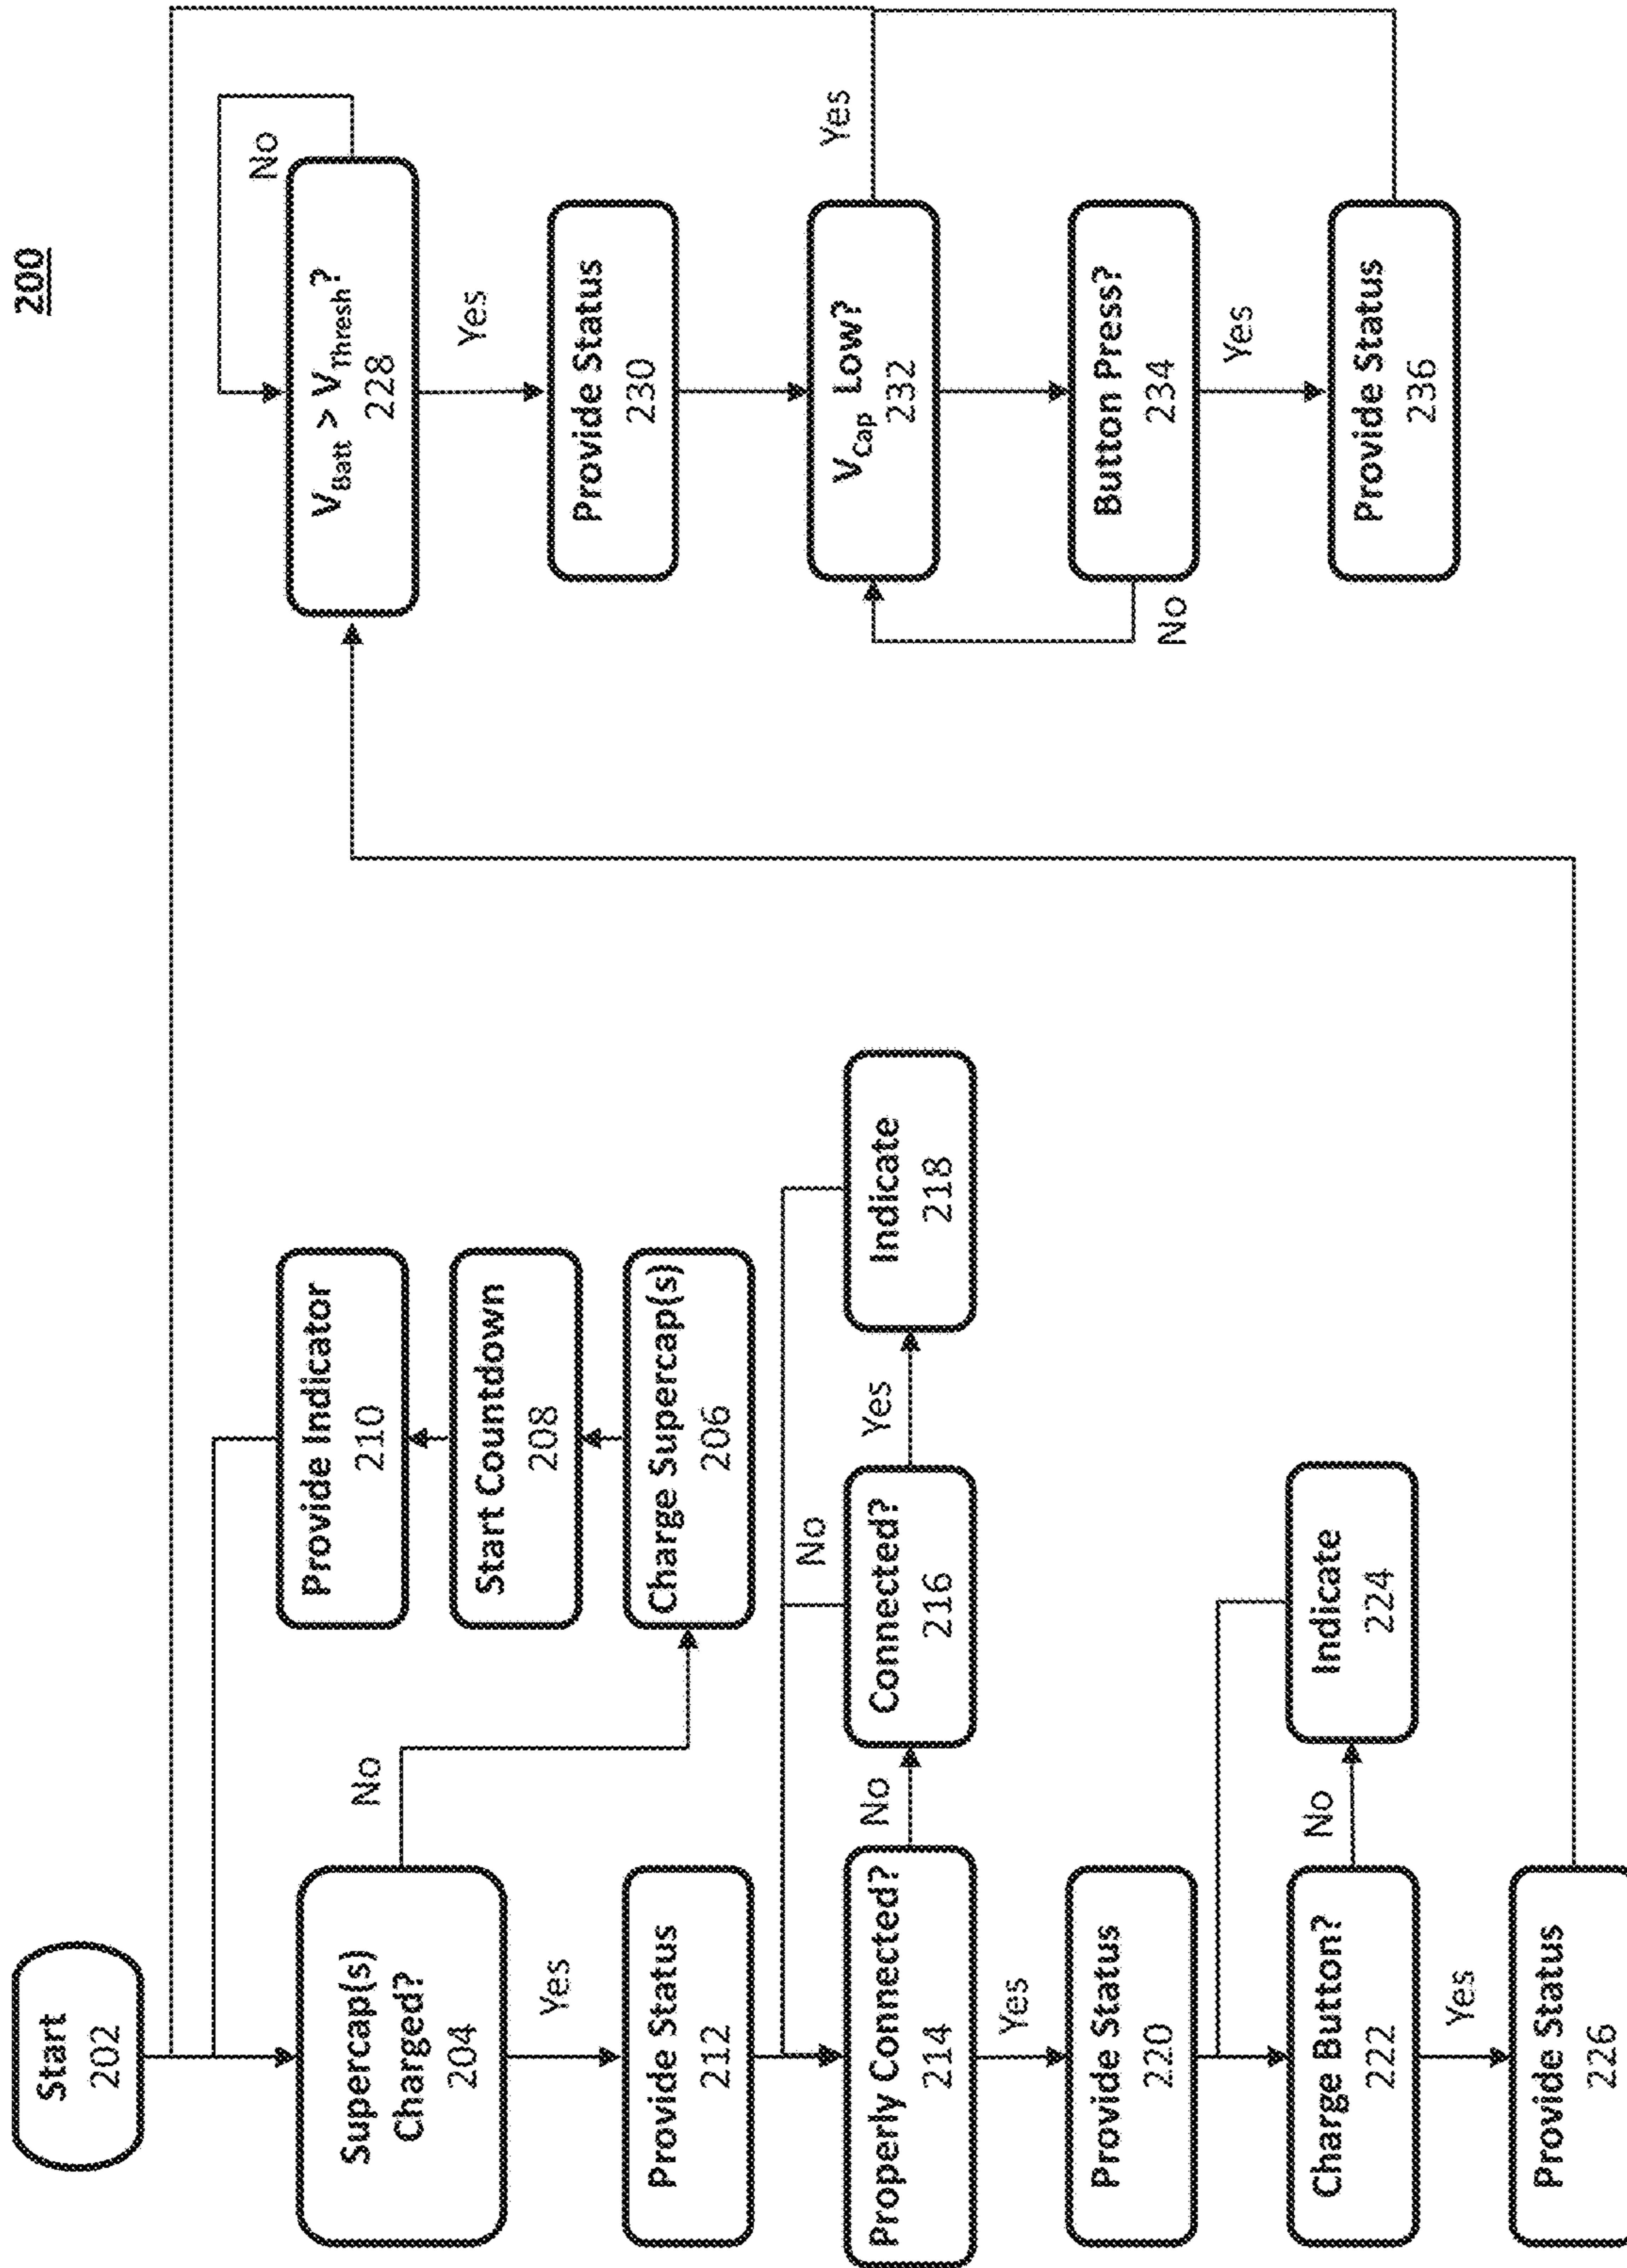 200
Start
202
Supercap(s)
Charged?
204
No
Yes
Provide Indicator
210
Start Countdown
208
Charge Supercap(s)
206
Provide Status
212
Properly Connected?
214
No
Connected?
216
No
Yes
Indicate
218
Yes
Provide Status
220
Charge Button?
222
No
Indicate
224
Yes
Provide Status
226
VBatt > VThresh?
228
No
Yes
Provide Status
230
VCap Low?
232
Yes
Button Press?
234
No
Yes
Provide Status
236